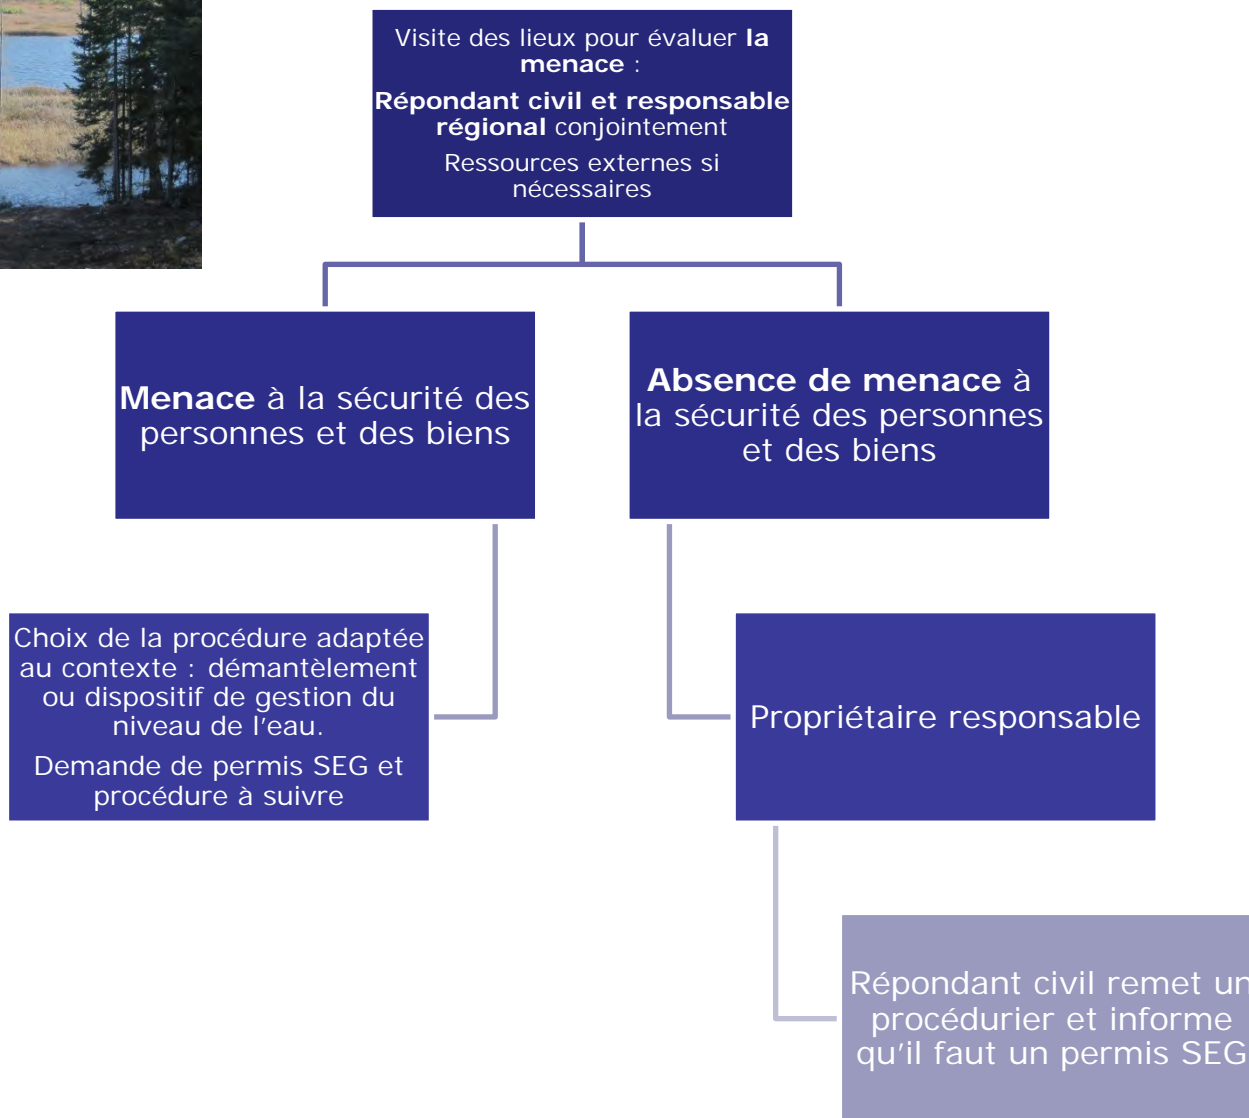 Visite des lieux pour évaluer la
menace :
Répondant civil et responsable
régional conjointement
Ressources externes si
nécessaires
Menace à la sécurité des
personnes et des biens
Absence de menace à
la sécurité des personnes
et des biens
Choix de la procédure adaptée
au contexte : démantèlement
ou dispositif de gestion du
niveau de l'eau.
Demande de permis SEG et
procédure à suivre
Propriétaire responsable
Répondant civil remet un
procédurier et informe
qu'il faut un permis SEG